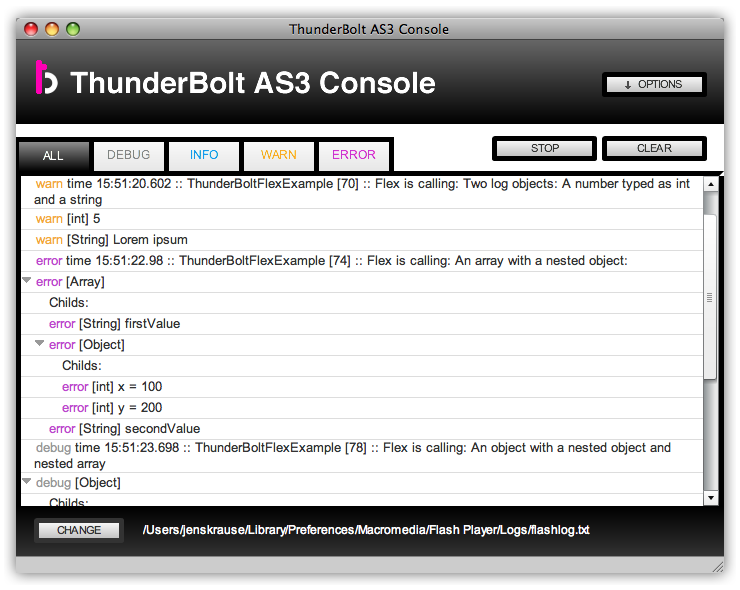 ThunderBolt AS3 Console
ThunderBolt AS3 Console
↓ OPTIONS
ALL DEBUG INFO WARN ERROR STOP CLEAR
warn time 15:51:20.602 :: ThunderBoltFlexExample [70] :: Flex is calling: Two log objects: A number typed as int
and a string
warn [int] 5
warn [String] Lorem ipsum
error time 15:51:22.98 :: ThunderBoltFlexExample [74] :: Flex is calling: An array with a nested object:
error [Array]
Childs:
error [String] firstValue
error [Object]
Childs:
error [int] x = 100
error [int] y = 200
error [String] secondValue
debug time 15:51:23.698 :: ThunderBoltFlexExample [78] :: Flex is calling: An object with a nested object and
nested array
debug [Object]
Childs:
CHANGE /Users/jenskrause/Library/Preferences/Macromedia/Flash Player/Logs/flashlog.txt